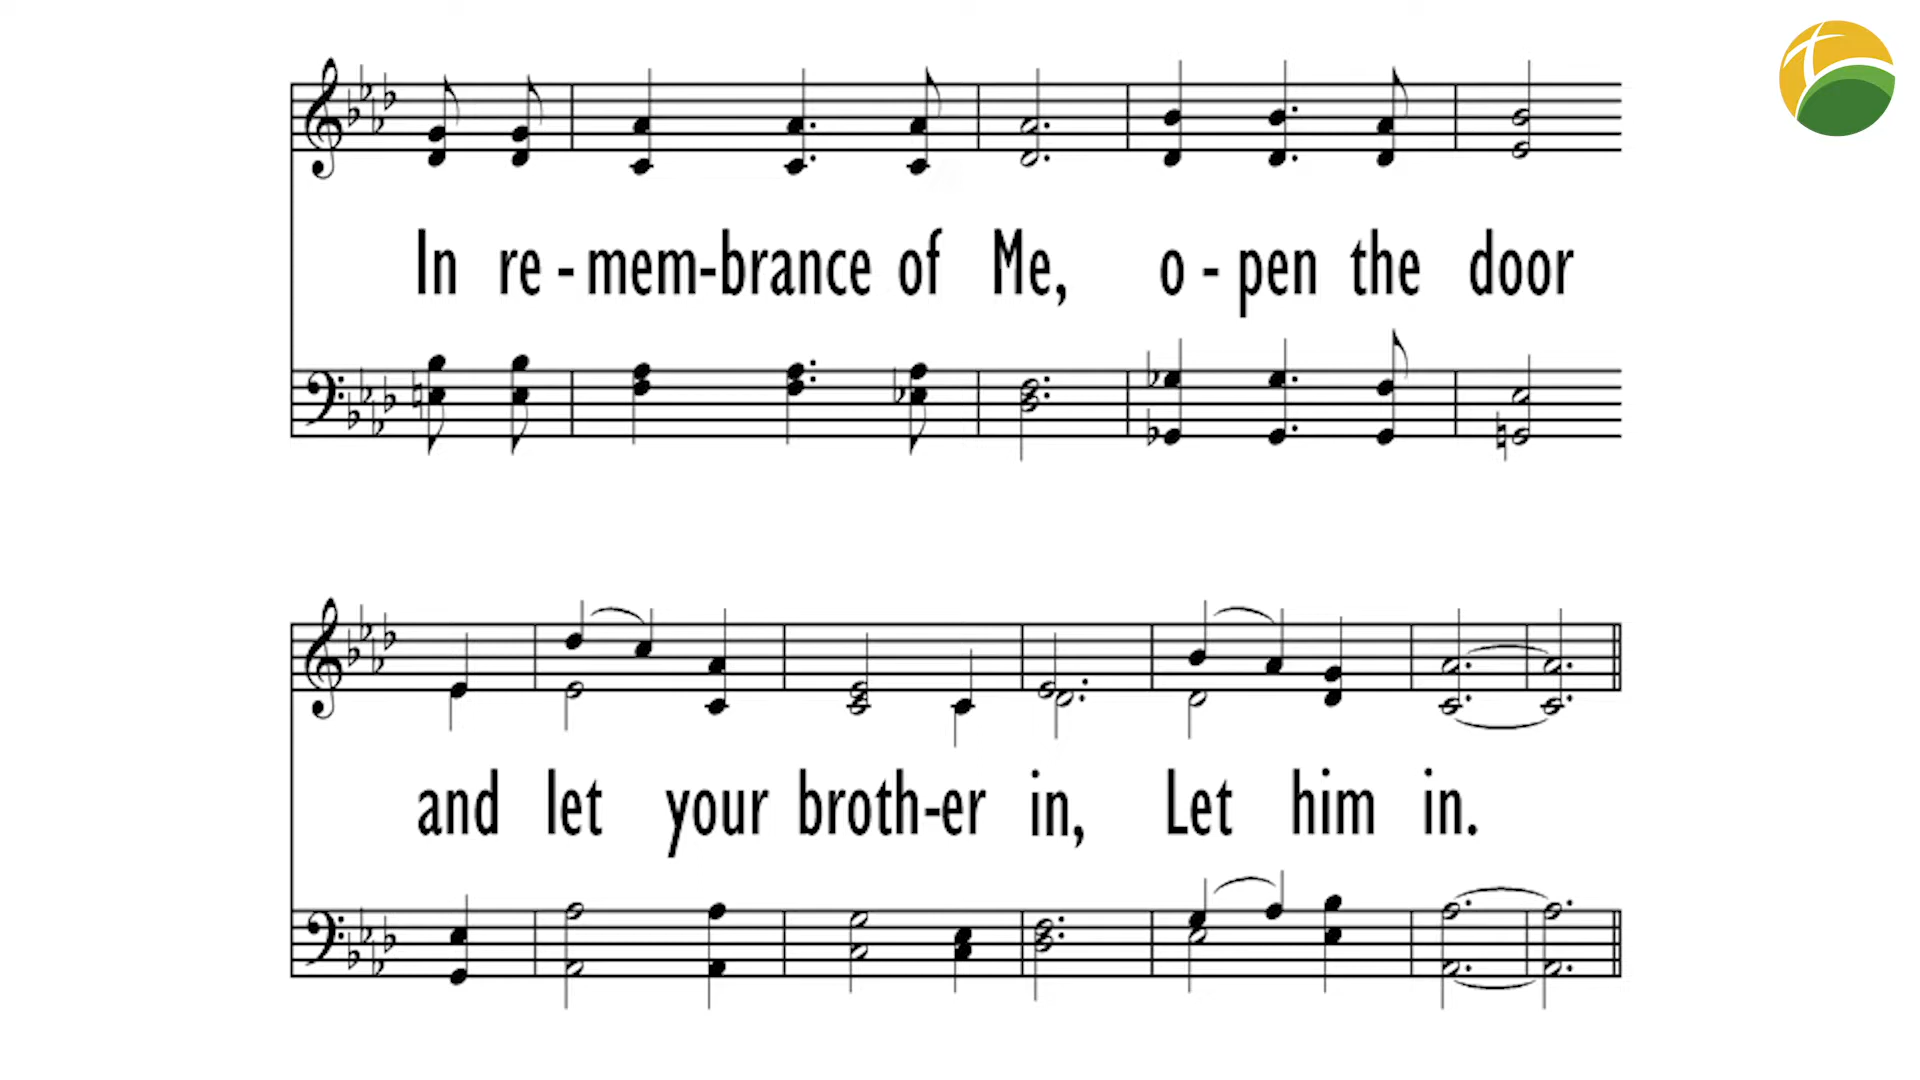 In re-mem-brance of Me, o-pen the door
and let your broth-er in, Let him in.